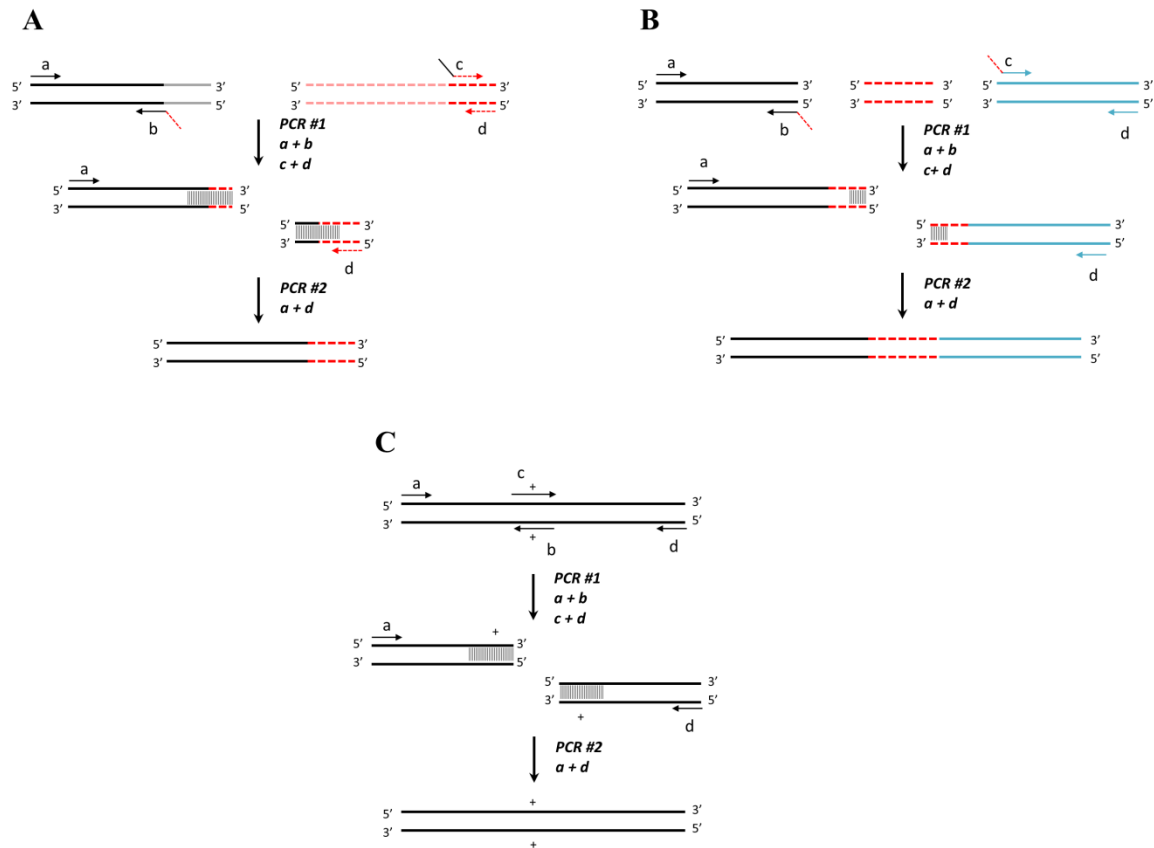 A
a
c
5′ 3′
3′ 5′
5′ 3′
3′ 5′
b
d
PCR #1
a + b
c + d
a
5′ 3′
3′ 5′
5′ 3′
3′ 5′
d
PCR #2
a + d
5′ 3′
3′ 5′
B
a
c
5′ 3′
3′ 5′
5′ 3′
3′ 5′
5′ 3′
3′ 5′
b
d
PCR #1
a + b
c+ d
a
5′ 3′
3′ 5′
5′ 3′
3′ 5′
d
PCR #2
a + d
5′ 3′
3′ 5′
C
a
c
+
5′ 3′
3′ 5′
+
b
d
PCR #1
a + b
c + d
a
+
5′ 3′
3′ 5′
5′ 3′
3′ 5′
+
d
PCR #2
a + d
+
5′ 3′
3′ 5′
+